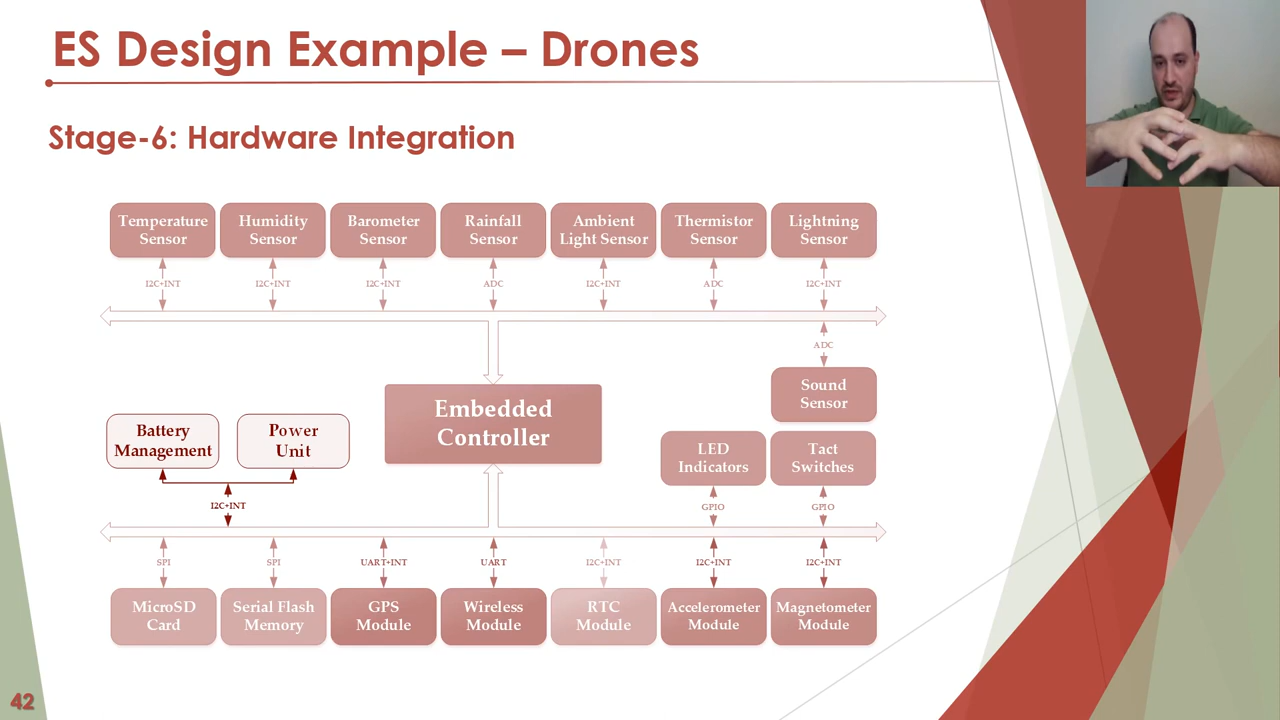 ES Design Example – Drones
Stage-6: Hardware Integration
Temperature
Sensor
Humidity
Sensor
Barometer
Sensor
Rainfall
Sensor
Ambient
Light Sensor
Thermistor
Sensor
Lightning
Sensor
I2C+INT
I2C+INT
I2C+INT
ADC
I2C+INT
ADC
I2C+INT
ADC
Sound
Sensor
Embedded
Controller
Battery
Management
Power
Unit
LED
Indicators
Tact
Switches
I2C+INT
GPIO
GPIO
SPI
SPI
UART+INT
UART
I2C+INT
I2C+INT
I2C+INT
MicroSD
Card
Serial Flash
Memory
GPS
Module
Wireless
Module
RTC
Module
Accelerometer
Module
Magnetometer
Module
42